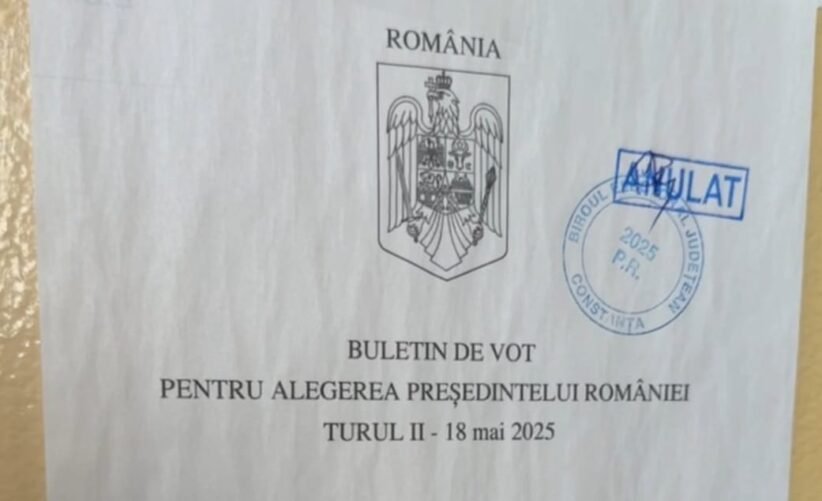 ROMÂNIA
ANULAT
BIROUL JUDEȚEAN
CONSTANȚA
2025
P.R.
BULETIN DE VOT
PENTRU ALEGEREA PREȘEDINTELUI ROMÂNIEI
TURUL II - 18 mai 2025